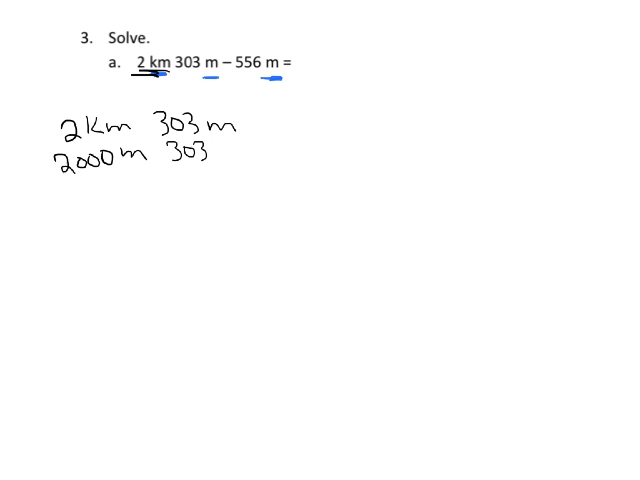 3. Solve.
a. 2 km 303 m – 556 m =
2 Km 303 m
2000 m 303